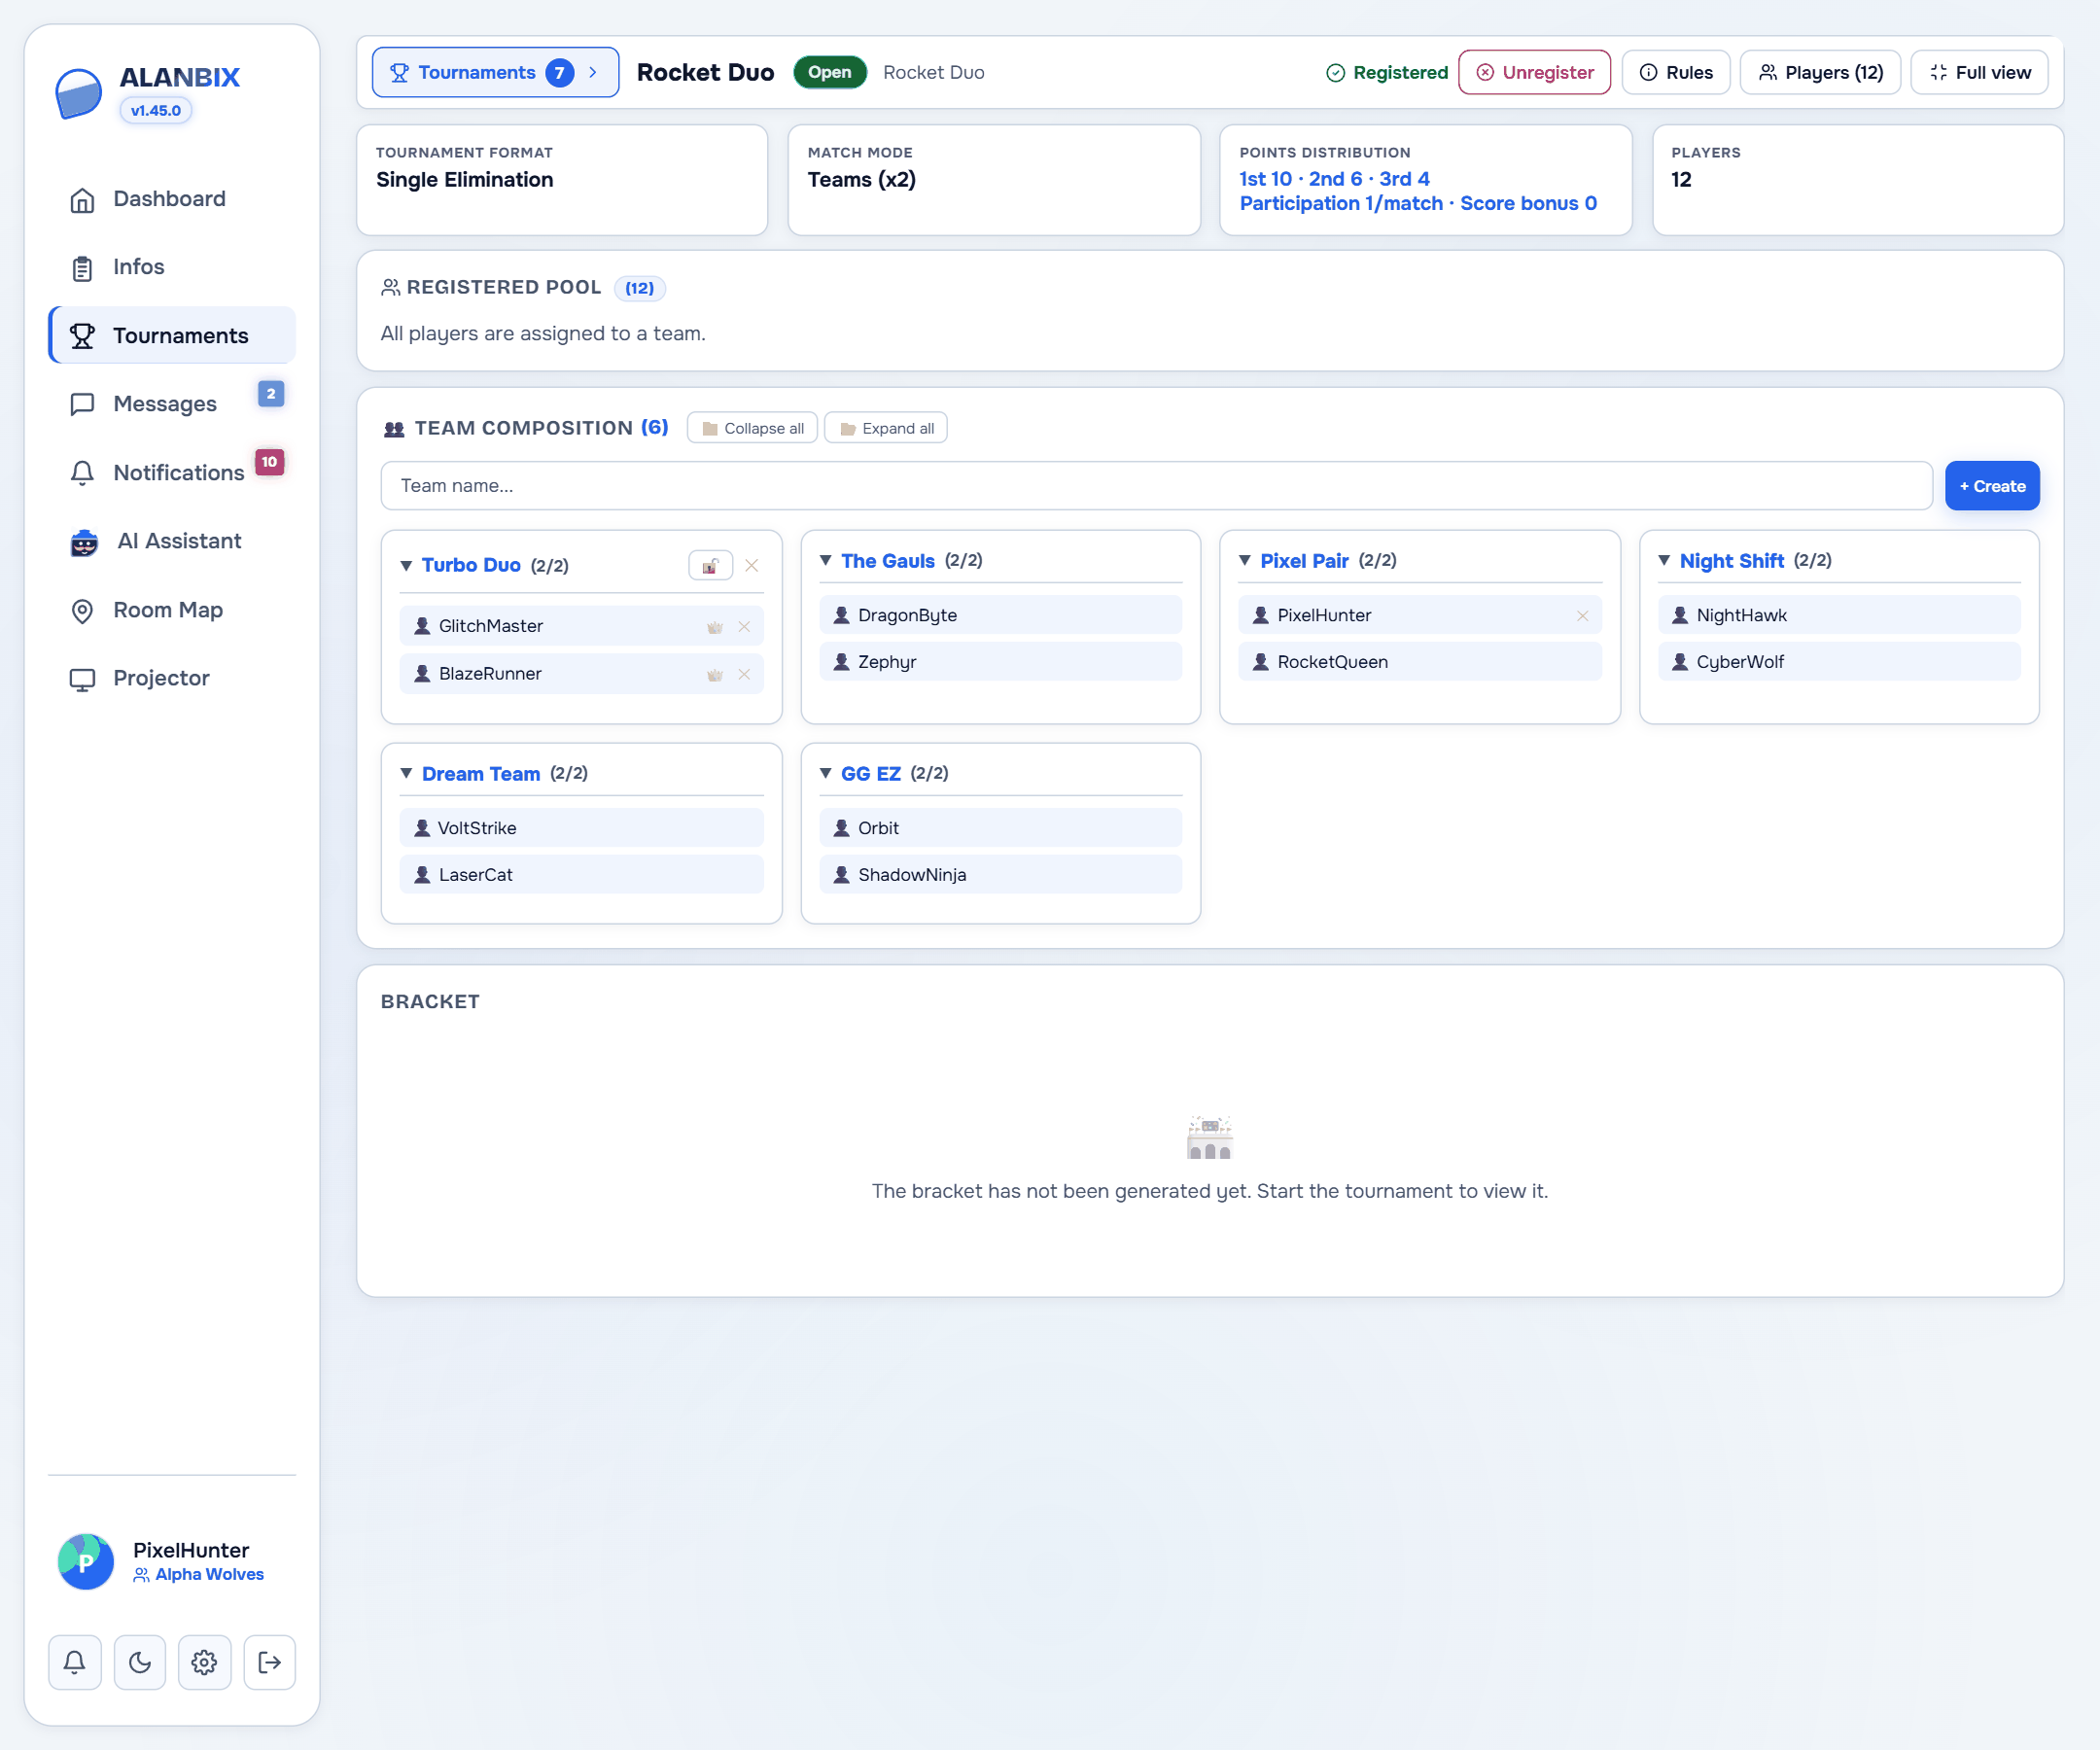 ALANBIX
v1.45.0
Dashboard
Infos
Tournaments
Messages
2
Notifications
10
AI Assistant
Room Map
Projector
P
PixelHunter
Alpha Wolves
Tournaments 7
Rocket Duo
Open
Rocket Duo
Registered
Unregister
Rules
Players (12)
Full view
TOURNAMENT FORMAT
Single Elimination
MATCH MODE
Teams (x2)
POINTS DISTRIBUTION
1st 10 · 2nd 6 · 3rd 4
Participation 1/match · Score bonus 0
PLAYERS
12
REGISTERED POOL (12)
All players are assigned to a team.
TEAM COMPOSITION (6)
Collapse all
Expand all
Team name...
+ Create
Turbo Duo (2/2)
GlitchMaster
BlazeRunner
The Gauls (2/2)
DragonByte
Zephyr
Pixel Pair (2/2)
PixelHunter
RocketQueen
Night Shift (2/2)
NightHawk
CyberWolf
Dream Team (2/2)
VoltStrike
LaserCat
GG EZ (2/2)
Orbit
ShadowNinja
BRACKET
The bracket has not been generated yet. Start the tournament to view it.